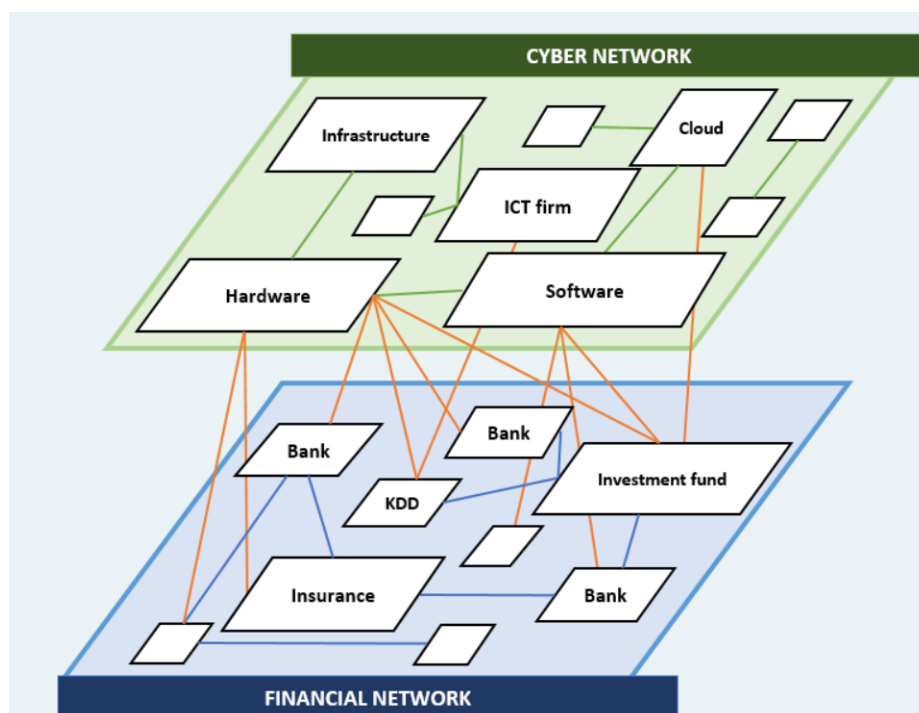 CYBER NETWORK
Infrastructure
Cloud
ICT firm
Hardware
Software
Bank
Bank
Investment fund
KDD
Insurance
Bank
FINANCIAL NETWORK